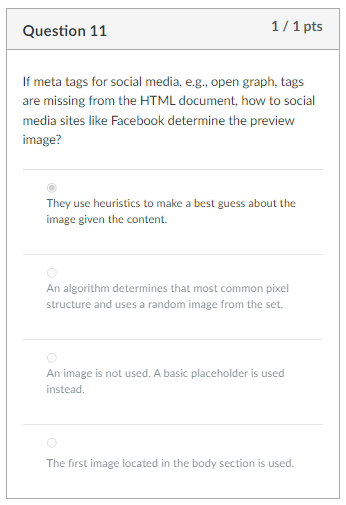 Question 11
1 / 1 pts
If meta tags for social media, e.g., open graph, tags
are missing from the HTML document, how to social
media sites like Facebook determine the preview
image?
They use heuristics to make a best guess about the
image given the content.
An algorithm determines that most common pixel
structure and uses a random image from the set.
An image is not used. A basic placeholder is used
instead.
The first image located in the body section is used.